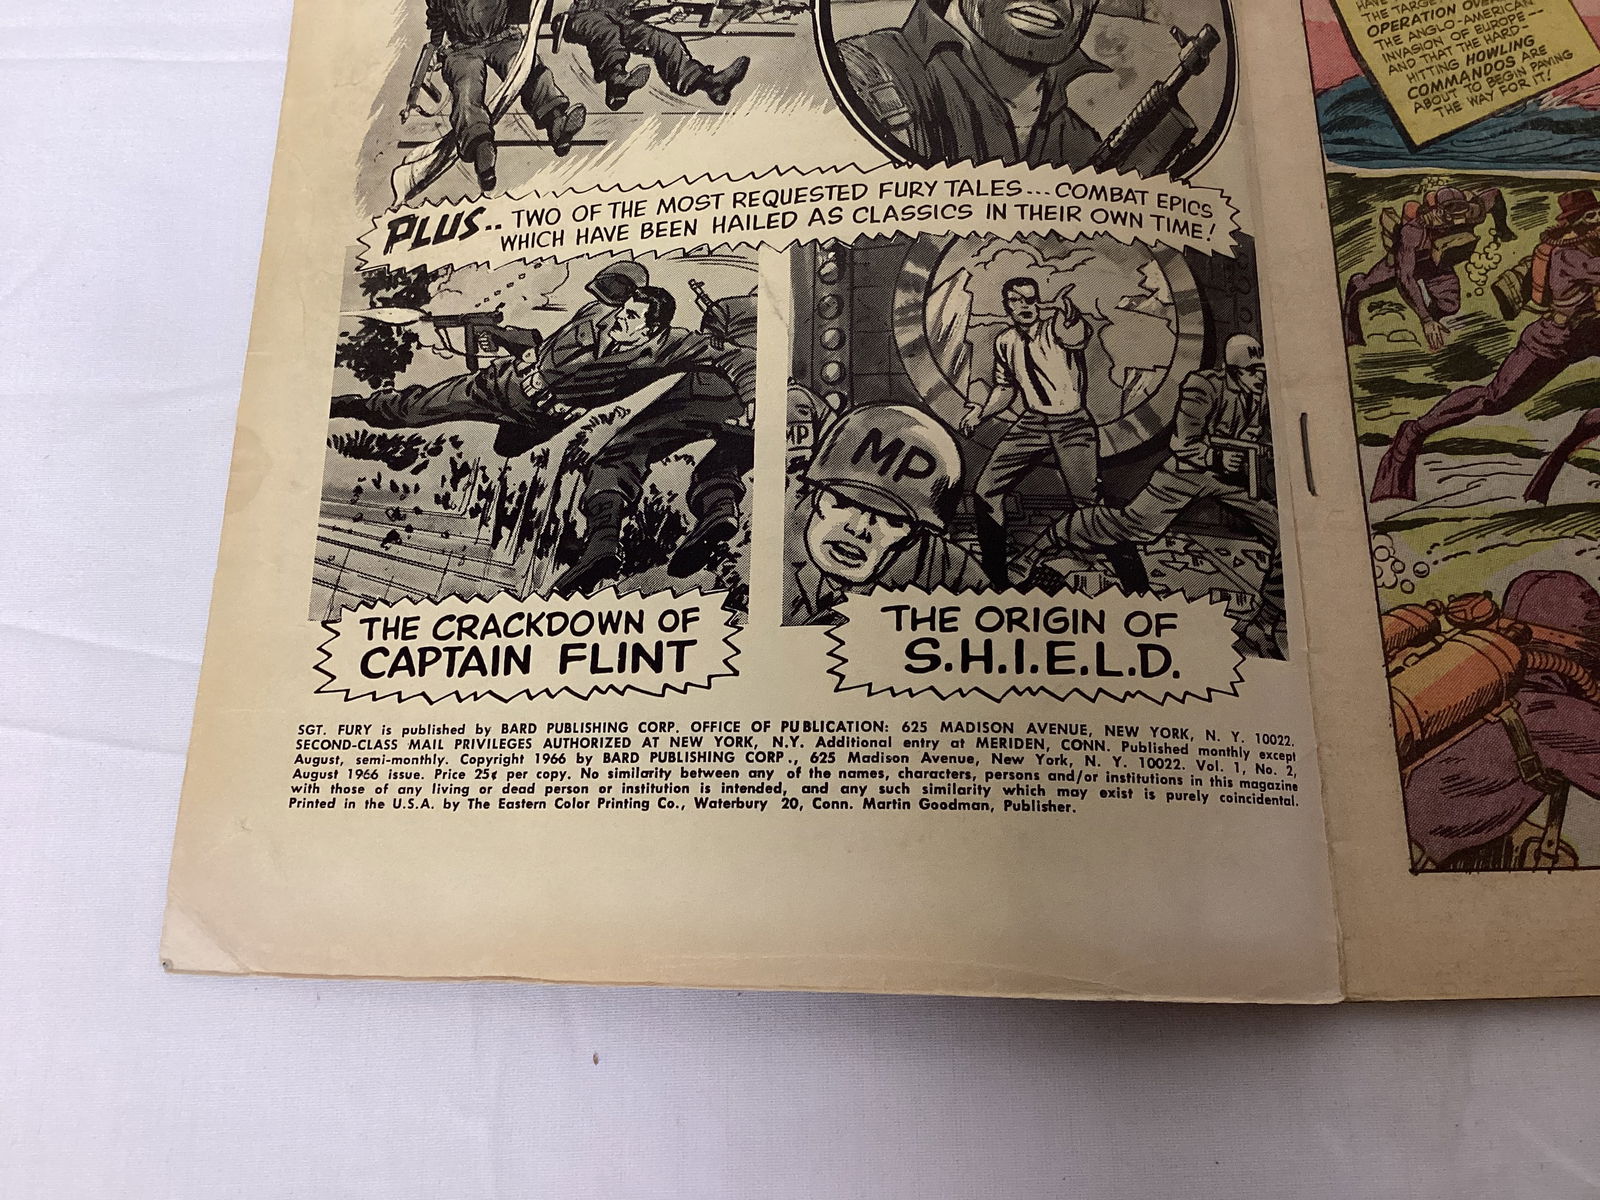 PLUS.. TWO OF THE MOST REQUESTED FURY TALES... COMBAT EPICS
WHICH HAVE BEEN HAILED AS CLASSICS IN THEIR OWN TIME!
MP
MP
THE CRACKDOWN OF
CAPTAIN FLINT
THE ORIGIN OF
S.H.I.E.L.D.
SGT. FURY is published by BARD PUBLISHING CORP. OFFICE OF PUBLICATION: 625 MADISON AVENUE, NEW YORK, N. Y. 10022.
SECOND-CLASS MAIL PRIVILEGES AUTHORIZED AT NEW YORK, N.Y. Additional entry at MERIDEN, CONN. Published monthly except
August, semi-monthly. Copyright 1966 by BARD PUBLISHING CORP., 625 Madison Avenue, New York, N. Y. 10022. Vol. 1, No. 2,
August 1966 issue. Price 25¢ per copy. No similarity between any of the names, characters, persons and/or institutions in this magazine
with those of any living or dead person or institution is intended, and any such similarity which may exist is purely coincidental.
Printed in the U.S.A. by The Eastern Color Printing Co., Waterbury 20, Conn. Martin Goodman, Publisher.
THE TARGET
OPERATION
THE ANGLO-AMERICAN
INVASION OF EUROPE--
AND THAT THE HARD-
HITTING HOWLING
COMMANDOS ARE
ABOUT TO BEGIN PAVING
THE WAY FOR IT!